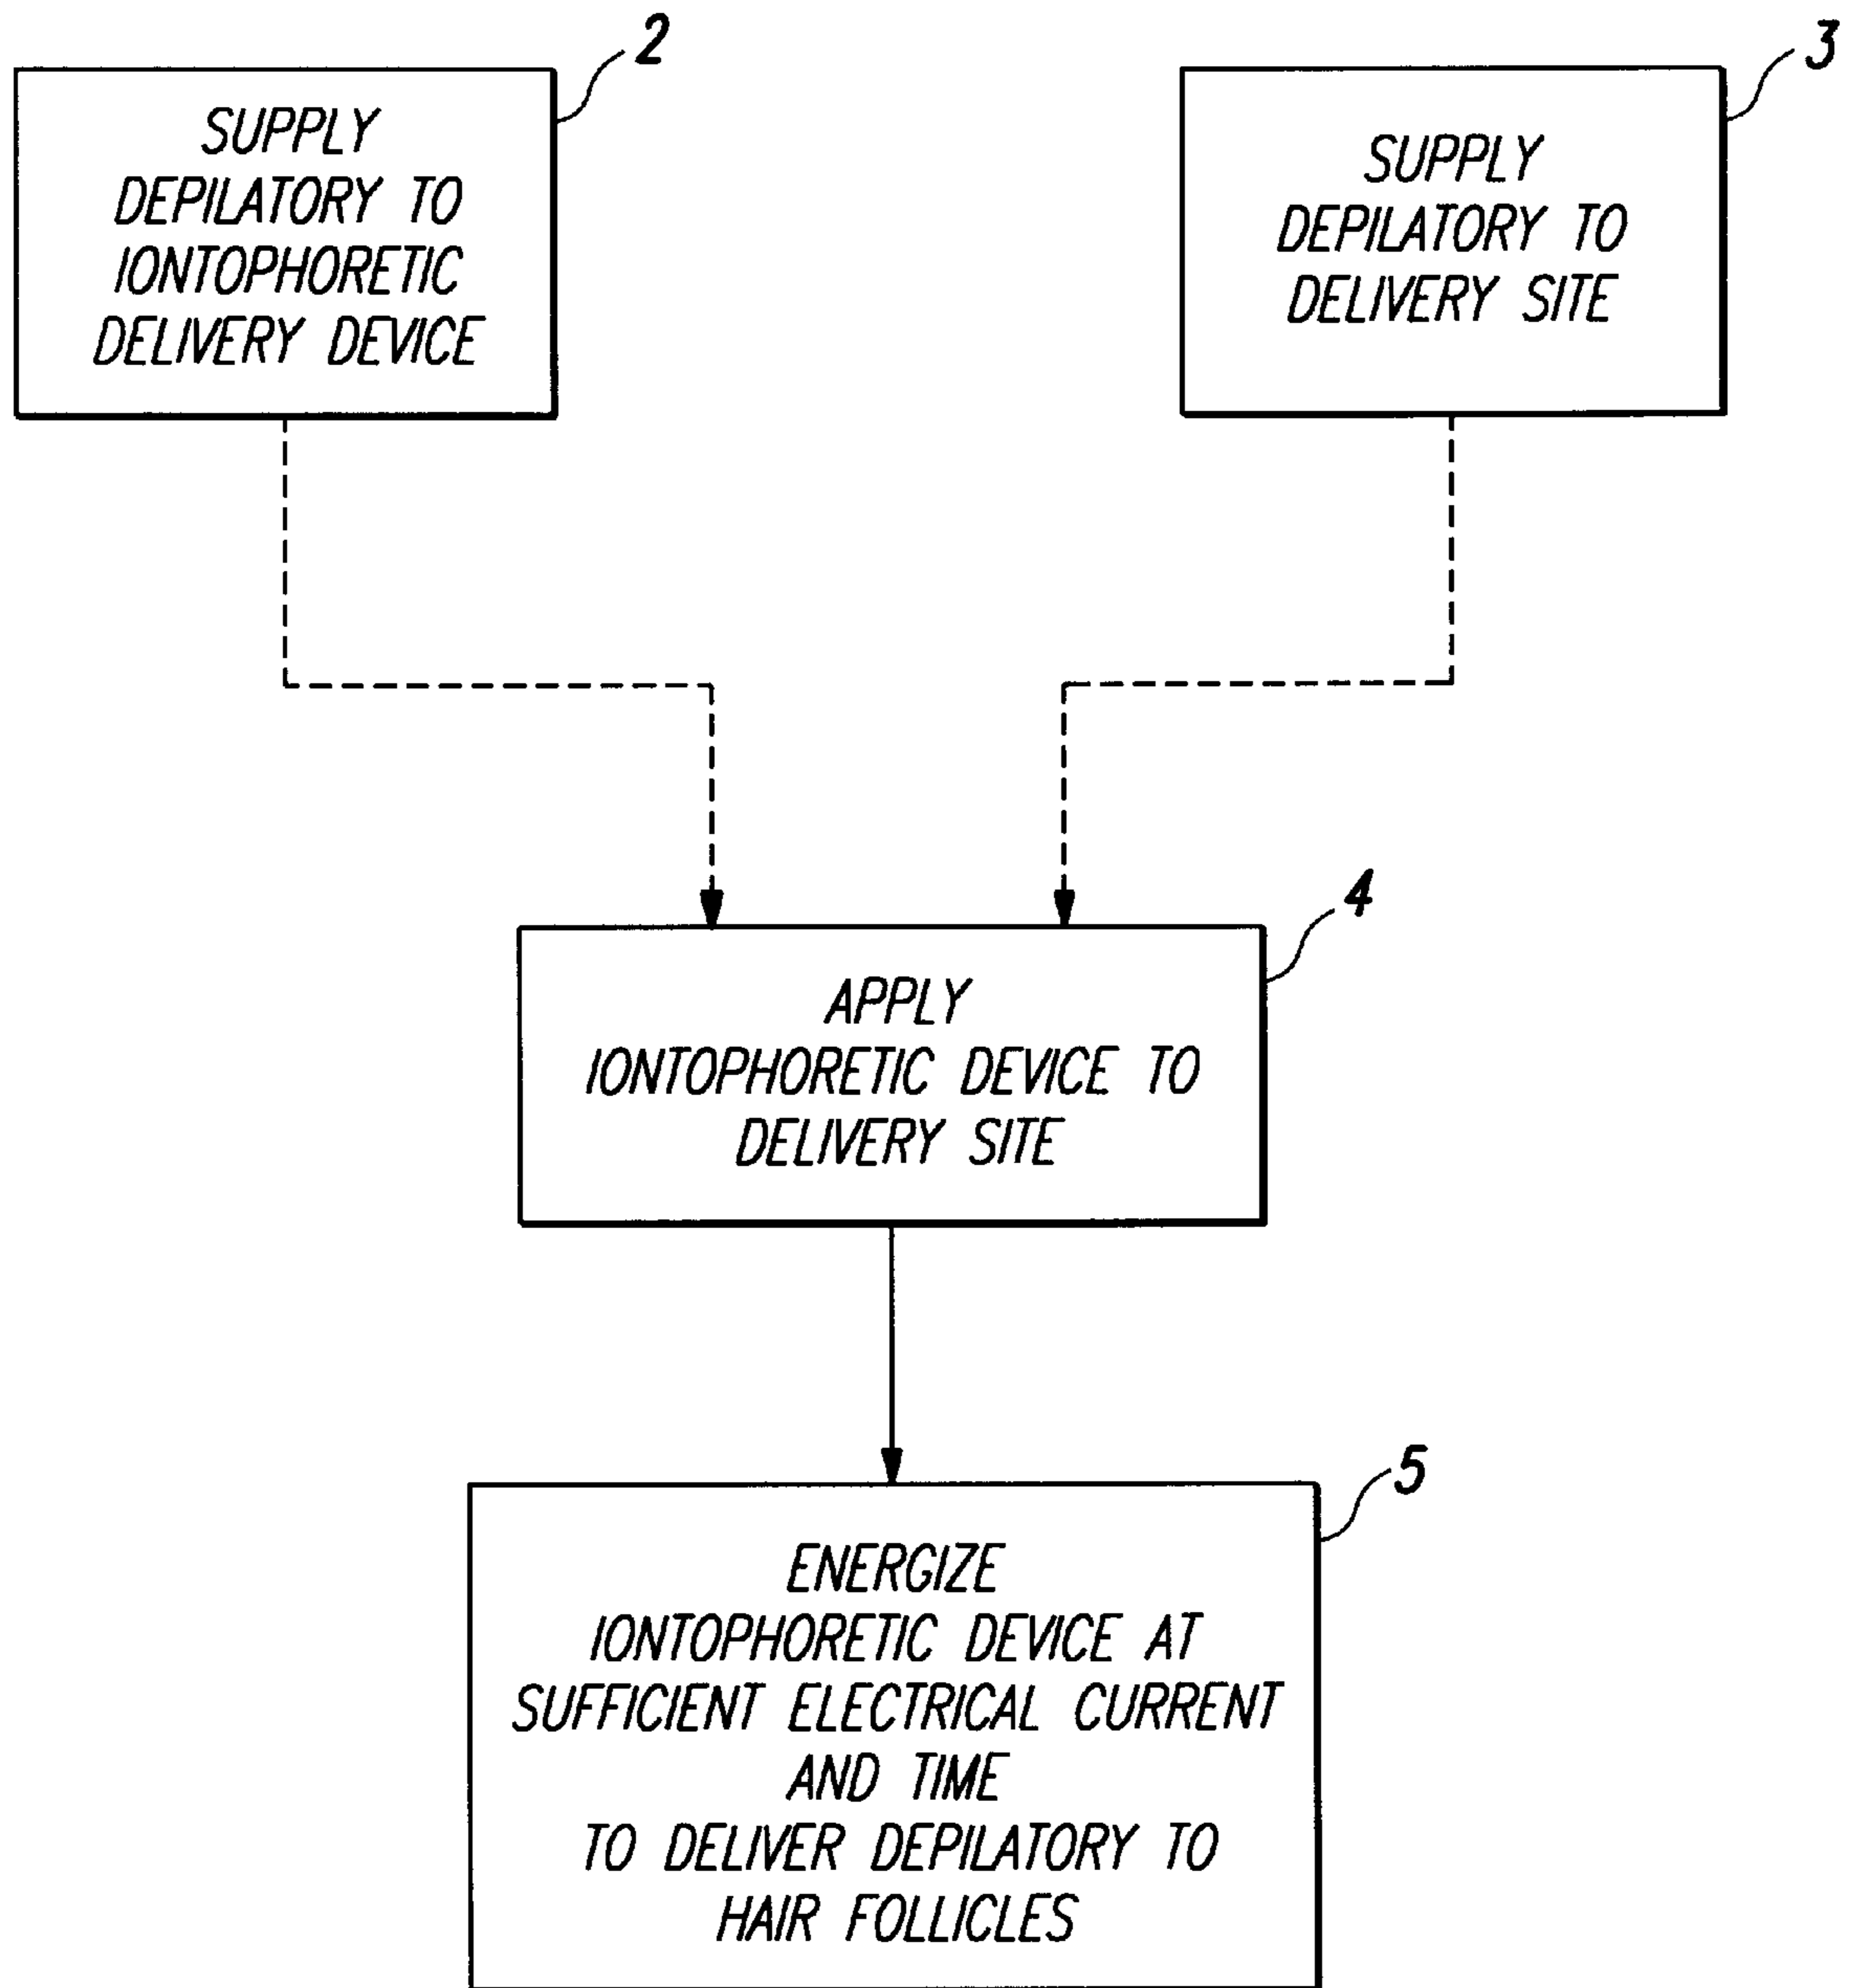 2
SUPPLY
DEPILATORY TO
IONTOPHORETIC
DELIVERY DEVICE
3
SUPPLY
DEPILATORY TO
DELIVERY SITE
4
APPLY
IONTOPHORETIC DEVICE TO
DELIVERY SITE
5
ENERGIZE
IONTOPHORETIC DEVICE AT
SUFFICIENT ELECTRICAL CURRENT
AND TIME
TO DELIVER DEPILATORY TO
HAIR FOLLICLES